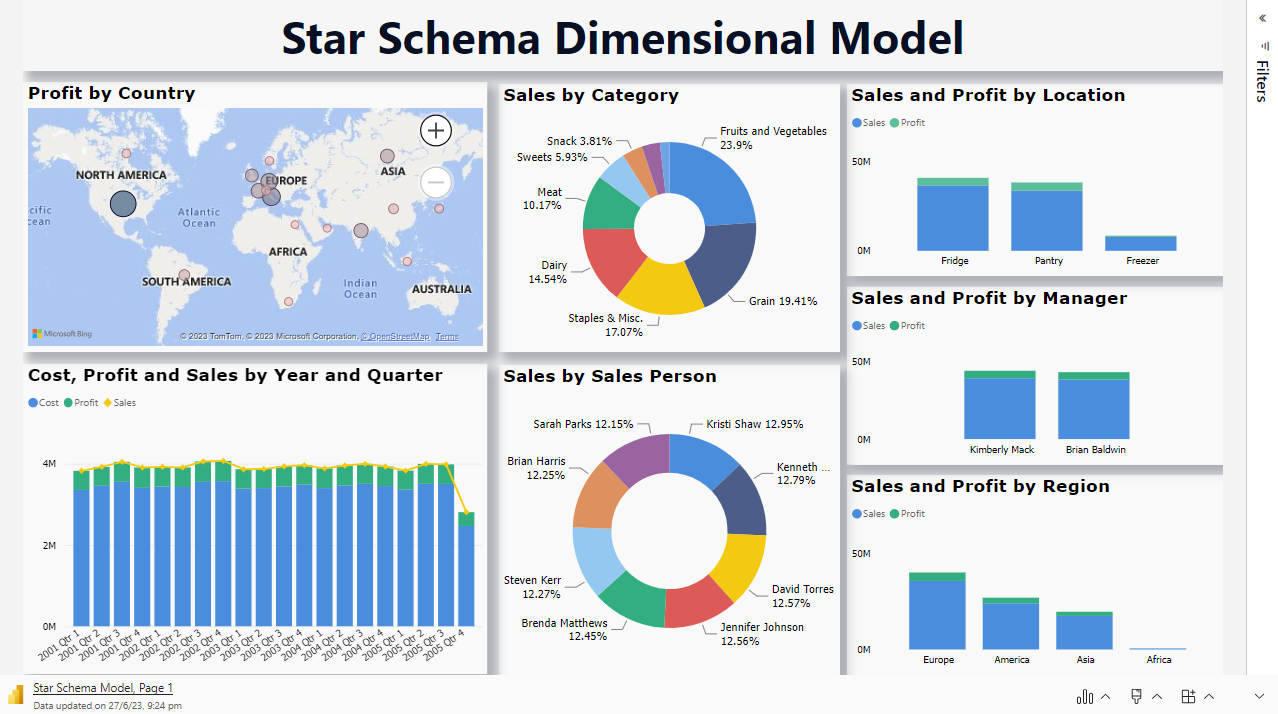 Star Schema Dimensional Model
Filters
Profit by Country
NORTH AMERICA
EUROPE
ASIA
Atlantic
Ocean
cific
cean
AFRICA
SOUTH AMERICA
Indian
Ocean
AUSTRALIA
Microsoft Bing
© 2023 TomTom, © 2023 Microsoft Corporation, © OpenStreetMap Terms
Sales by Category
Fruits and Vegetables
23.9%
Grain 19.41%
Staples & Misc.
17.07%
Dairy
14.54%
Meat
10.17%
Sweets 5.93%
Snack 3.81%
Sales and Profit by Location
Sales Profit
50M
0M
Fridge Pantry Freezer
Sales and Profit by Manager
Sales Profit
50M
0M
Kimberly Mack Brian Baldwin
Cost, Profit and Sales by Year and Quarter
Cost Profit Sales
4M
2M
0M
2001 Qtr 1
2001 Qtr 2
2001 Qtr 3
2001 Qtr 4
2002 Qtr 1
2002 Qtr 2
2002 Qtr 3
2002 Qtr 4
2003 Qtr 1
2003 Qtr 2
2003 Qtr 3
2003 Qtr 4
2004 Qtr 1
2004 Qtr 2
2004 Qtr 3
2004 Qtr 4
2005 Qtr 1
2005 Qtr 2
2005 Qtr 3
2005 Qtr 4
Sales by Sales Person
Kristi Shaw 12.95%
Kenneth ...
12.79%
David Torres
12.57%
Jennifer Johnson
12.56%
Brenda Matthews
12.45%
Steven Kerr
12.27%
Brian Harris
12.25%
Sarah Parks 12.15%
Sales and Profit by Region
Sales Profit
50M
0M
Europe America Asia Africa
Star Schema Model, Page 1
Data updated on 27/6/23, 9:24 pm